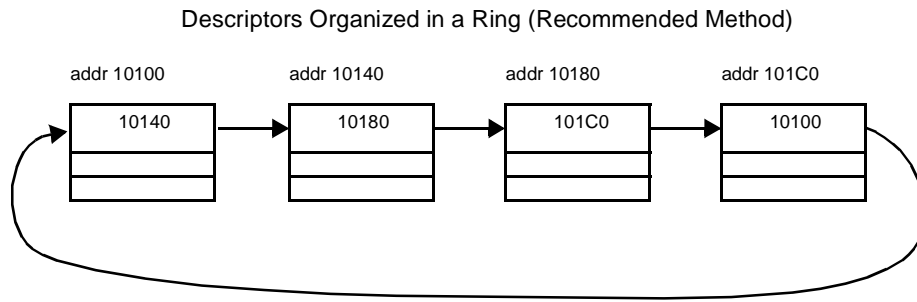 Descriptors Organized in a Ring (Recommended Method)
addr 10100 addr 10140 addr 10180 addr 101C0
10140 10180 101C0 10100